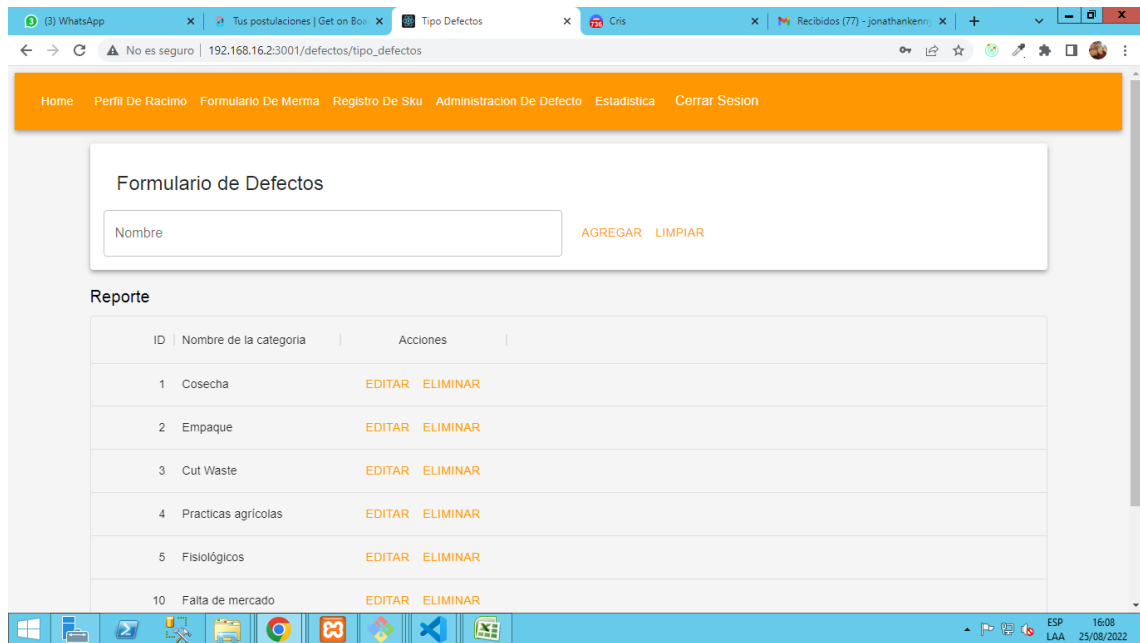 (3) WhatsApp
Tus postulaciones | Get on Boa
Tipo Defectos
Cris
Recibidos (77) - jonathankenn
No es seguro 192.168.16.2:3001/defectos/tipo_defectos
Home Perfil De Racimo Formulario De Merma Registro De Sku Administracion De Defecto Estadistica Cerrar Sesion
Formulario de Defectos
Nombre AGREGAR LIMPIAR
Reporte
ID Nombre de la categoria Acciones
1 Cosecha EDITAR ELIMINAR
2 Empaque EDITAR ELIMINAR
3 Cut Waste EDITAR ELIMINAR
4 Practicas agrícolas EDITAR ELIMINAR
5 Fisiológicos EDITAR ELIMINAR
10 Falta de mercado EDITAR ELIMINAR
ESP 16:08
LAA 25/08/2022